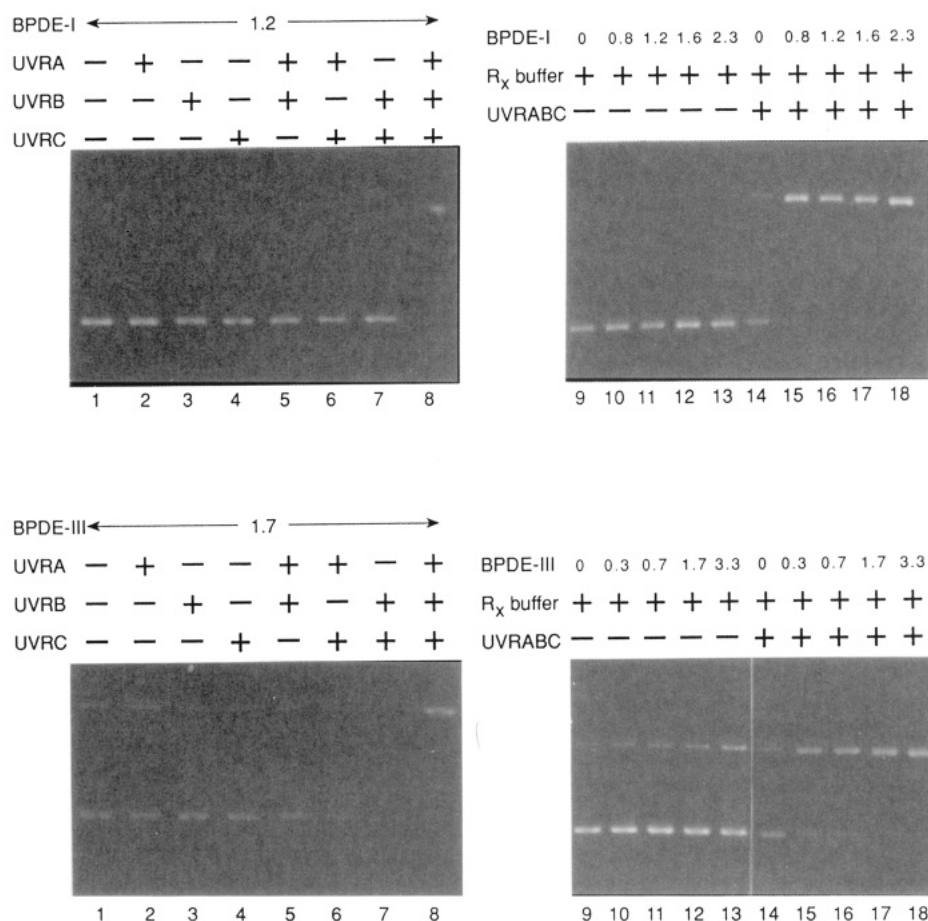 BPDE-I 1.2
UVRA — + — — + + — +
UVRB — — + — + — + +
UVRC — — — + — + + +
1 2 3 4 5 6 7 8
BPDE-I 0 0.8 1.2 1.6 2.3 0 0.8 1.2 1.6 2.3
Rx buffer + + + + + + + + + +
UVRABC — — — — — + + + + +
9 10 11 12 13 14 15 16 17 18
BPDE-III 1.7
UVRA — + — — + + — +
UVRB — — + — + — + +
UVRC — — — + — + + +
1 2 3 4 5 6 7 8
BPDE-III 0 0.3 0.7 1.7 3.3 0 0.3 0.7 1.7 3.3
Rx buffer + + + + + + + + + +
UVRABC — — — — — + + + + +
9 10 11 12 13 14 15 16 17 18